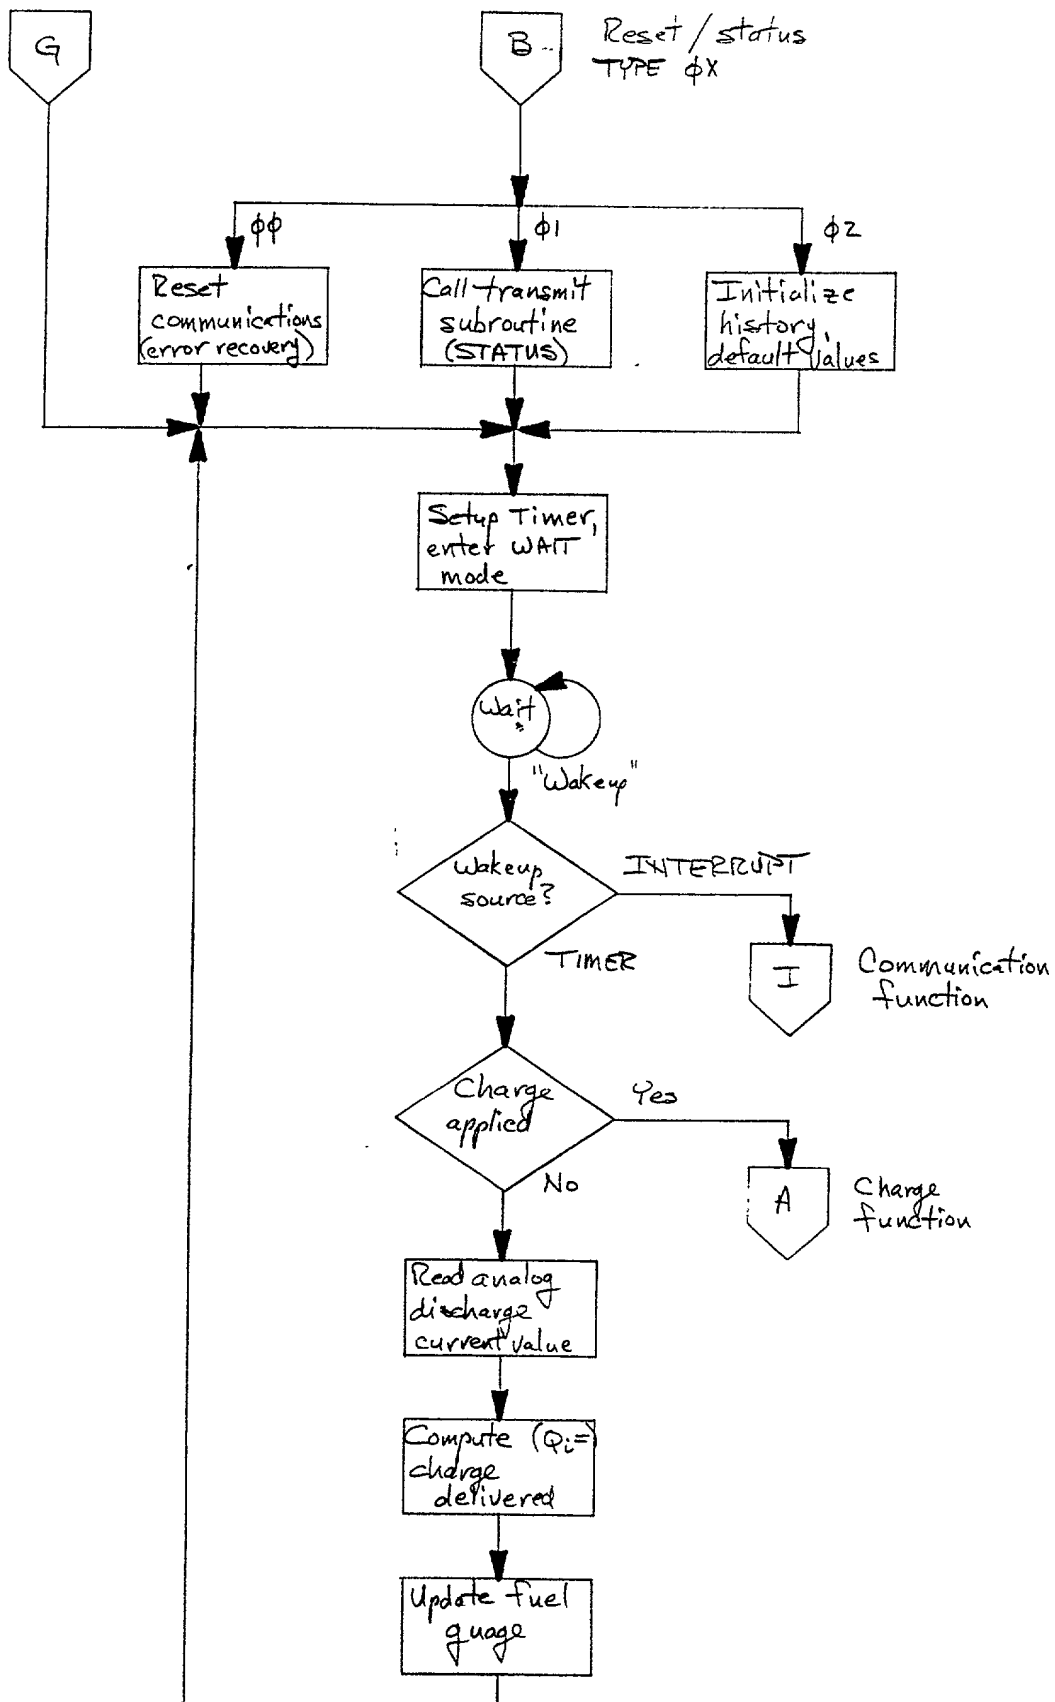 G
B
Reset / status
TYPE φX
φφ
φ1
φ2
Reset
communications
(error recovery)
Call transmit
subroutine
(STATUS)
Initialize
history,
default values
Setup Timer,
enter WAIT
mode
Wait
"Wakeup"
Wakeup
source?
INTERRUPT
TIMER
I
Communication
function
Charge
applied
Yes
No
A
Charge
function
Read analog
discharge
current value
Compute (Qi=)
charge
delivered
Update fuel
guage